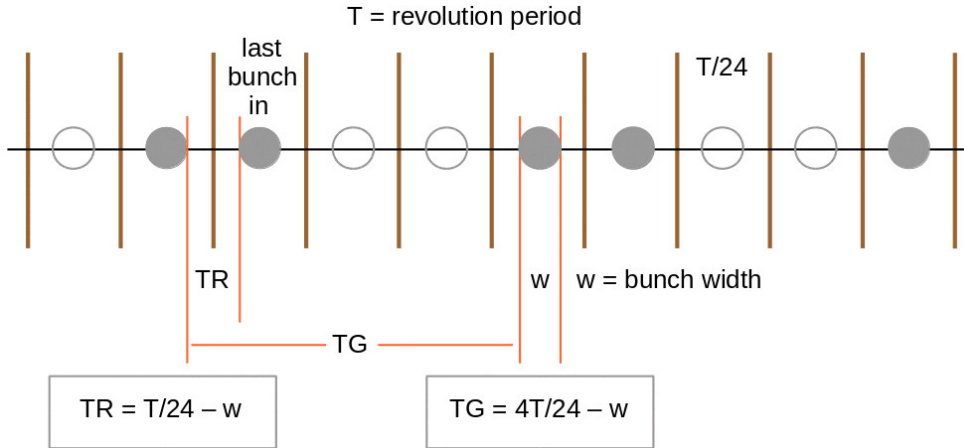 T = revolution period
last
bunch
in
T/24
TR
w
w = bunch width
TG
TR = T/24 – w
TG = 4T/24 – w